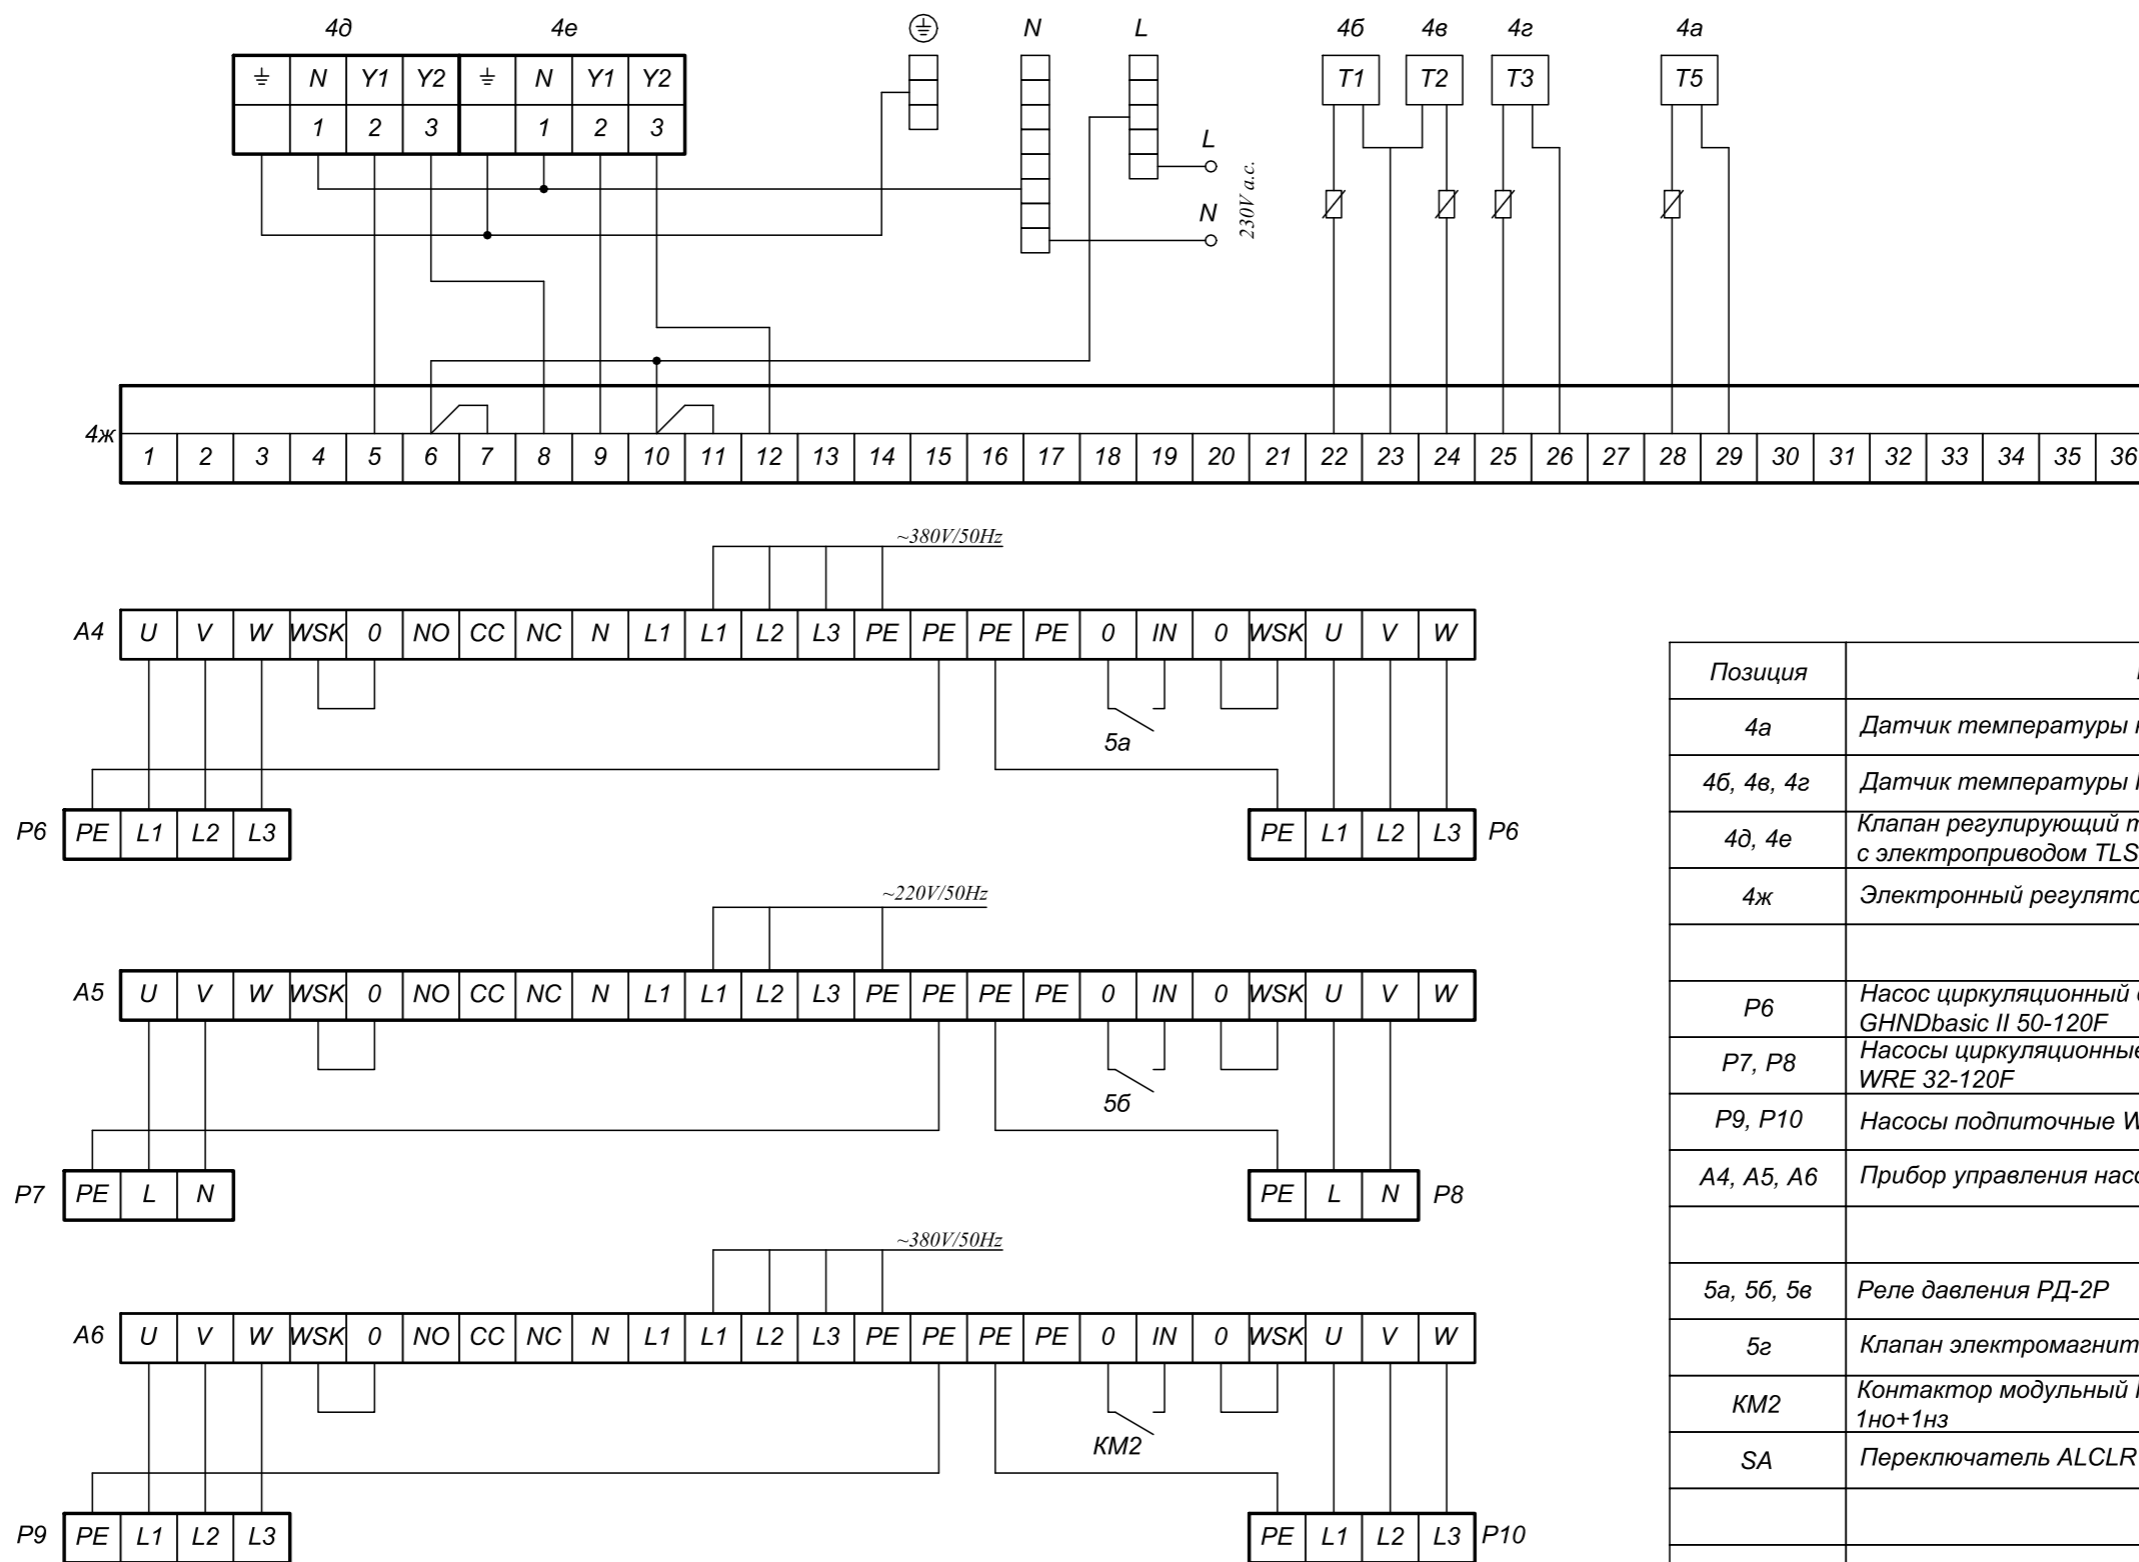 4д 4е N L 4б 4в 4г 4а
N Y1 Y2 N Y1 Y2 T1 T2 T3 T5
1 2 3 1 2 3
L
N
230V a.c.
4ж
1 2 3 4 5 6 7 8 9 10 11 12 13 14 15 16 17 18 19 20 21 22 23 24 25 26 27 28 29 30 31 32 33 34 35 36
~380V/50Hz
A4 U V W WSK 0 NO CC NC N L1 L1 L2 L3 PE PE PE PE 0 IN 0 WSK U V W
5а
P6 PE L1 L2 L3 PE L1 L2 L3 P6
~220V/50Hz
A5 U V W WSK 0 NO CC NC N L1 L1 L2 L3 PE PE PE PE 0 IN 0 WSK U V W
5б
P7 PE L N PE L N P8
~380V/50Hz
A6 U V W WSK 0 NO CC NC N L1 L1 L2 L3 PE PE PE PE 0 IN 0 WSK U V W
КМ2
P9 PE L1 L2 L3 PE L1 L2 L3 P10
Позиция
4а Датчик температуры
4б, 4в, 4г Датчик температуры
4д, 4е Клапан регулирующий
с электроприводом TLS
4ж Электронный регулято
P6 Насос циркуляционный
GHNDbasic II 50-120F
P7, P8 Насосы циркуляционные
WRE 32-120F
P9, P10 Насосы подпиточные W
A4, A5, A6 Прибор управления насо
5а, 5б, 5в Реле давления РД-2Р
5г Клапан электромагнит
КМ2 Контактор модульный
1но+1нз
SA Переключатель ALCLR